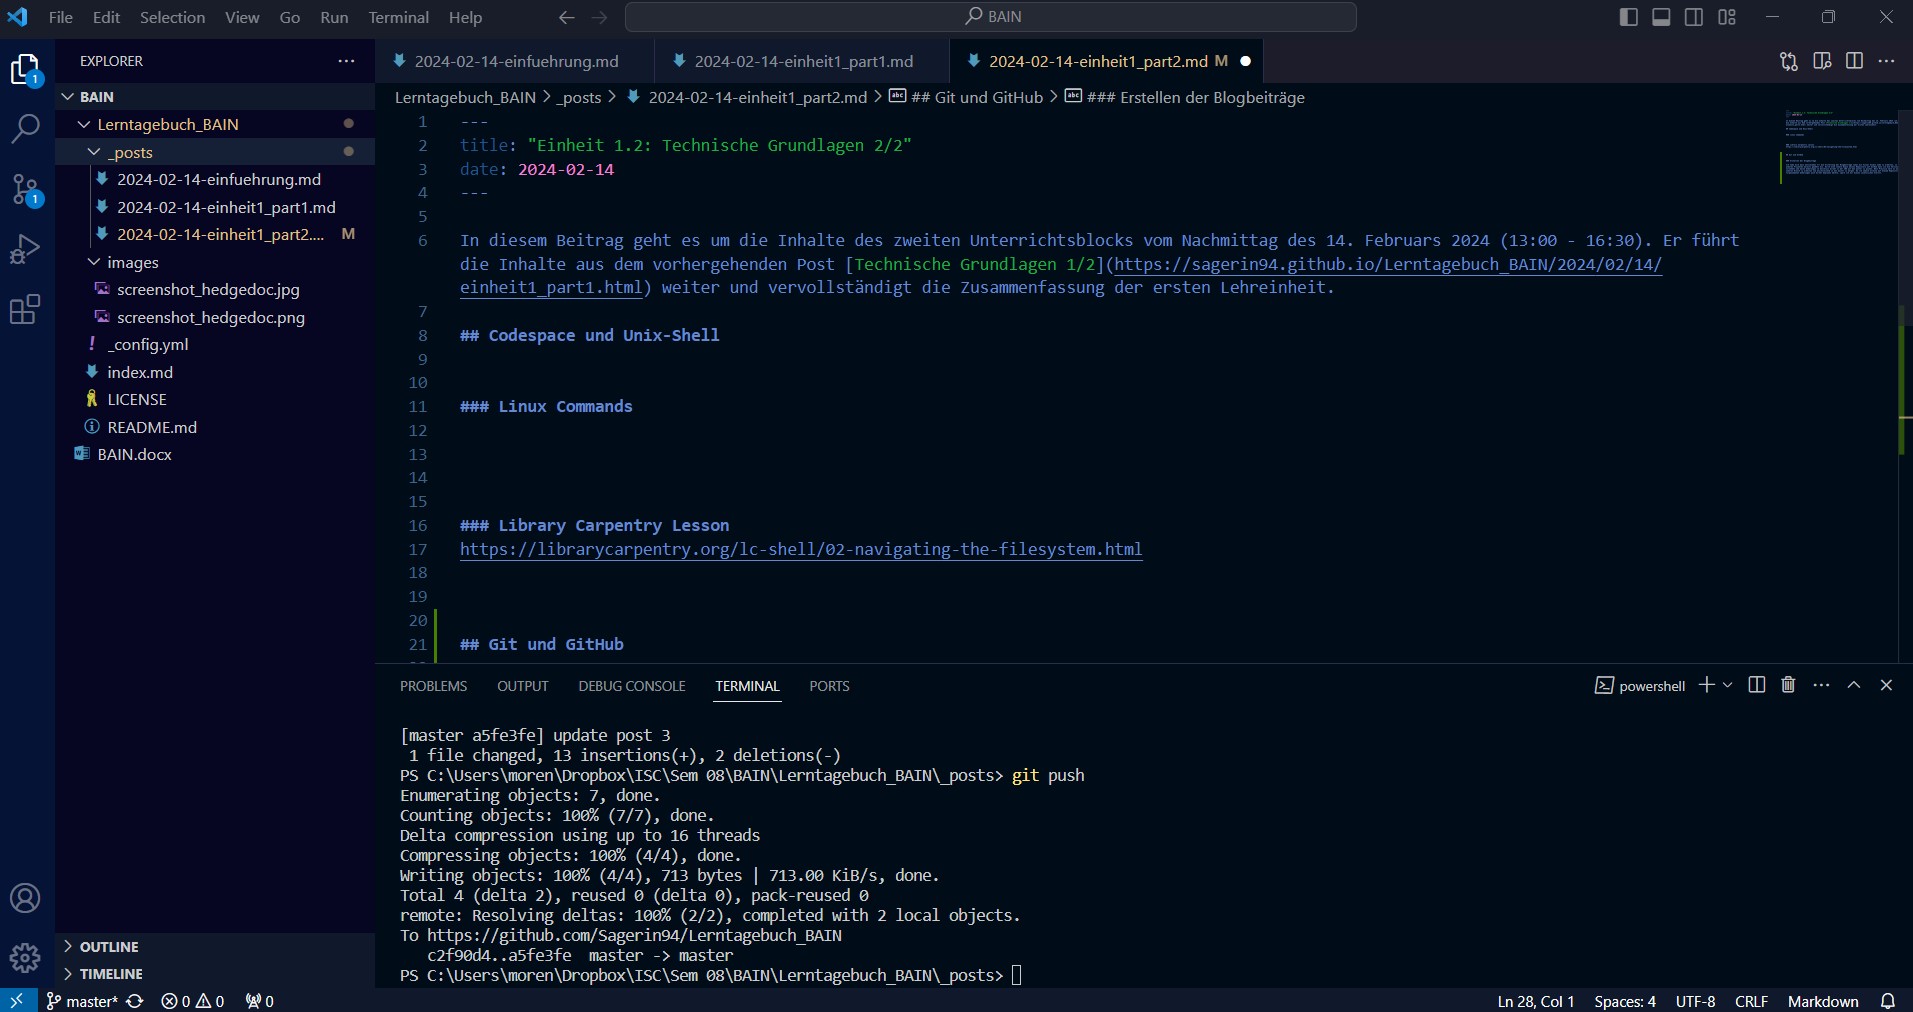 File Edit Selection View Go Run Terminal Help
BAIN
EXPLORER
2024-02-14-einfuehrung.md
2024-02-14-einheit1_part1.md
2024-02-14-einheit1_part2.md M
BAIN
Lerntagebuch_BAIN
_posts
2024-02-14-einfuehrung.md
2024-02-14-einheit1_part1.md
2024-02-14-einheit1_part2.... M
images
screenshot_hedgedoc.jpg
screenshot_hedgedoc.png
_config.yml
index.md
LICENSE
README.md
BAIN.docx
1
1
OUTLINE
TIMELINE
Lerntagebuch_BAIN > _posts > 2024-02-14-einheit1_part2.md > ## Git und GitHub > ### Erstellen der Blogbeiträge
1 ---
2 title: "Einheit 1.2: Technische Grundlagen 2/2"
3 date: 2024-02-14
4 ---
5
6 In diesem Beitrag geht es um die Inhalte des zweiten Unterrichtsblocks vom Nachmittag des 14. Februars 2024 (13:00 - 16:30). Er führt
die Inhalte aus dem vorhergehenden Post [Technische Grundlagen 1/2](https://sagerin94.github.io/Lerntagebuch_BAIN/2024/02/14/
einheit1_part1.html) weiter und vervollständigt die Zusammenfassung der ersten Lehreinheit.
7
8 ## Codespace und Unix-Shell
9
10
11 ### Linux Commands
12
13
14
15
16 ### Library Carpentry Lesson
17 https://librarycarpentry.org/lc-shell/02-navigating-the-filesystem.html
18
19
20
21 ## Git und GitHub
PROBLEMS OUTPUT DEBUG CONSOLE TERMINAL PORTS
powershell
[master a5fe3fe] update post 3
1 file changed, 13 insertions(+), 2 deletions(-)
PS C:\Users\moren\Dropbox\ISC\Sem 08\BAIN\Lerntagebuch_BAIN\_posts> git push
Enumerating objects: 7, done.
Counting objects: 100% (7/7), done.
Delta compression using up to 16 threads
Compressing objects: 100% (4/4), done.
Writing objects: 100% (4/4), 713 bytes | 713.00 KiB/s, done.
Total 4 (delta 2), reused 0 (delta 0), pack-reused 0
remote: Resolving deltas: 100% (2/2), completed with 2 local objects.
To https://github.com/Sagerin94/Lerntagebuch_BAIN
c2f90d4..a5fe3fe master -> master
PS C:\Users\moren\Dropbox\ISC\Sem 08\BAIN\Lerntagebuch_BAIN\_posts>
master* 0 0 0
Ln 28, Col 1 Spaces: 4 UTF-8 CRLF Markdown